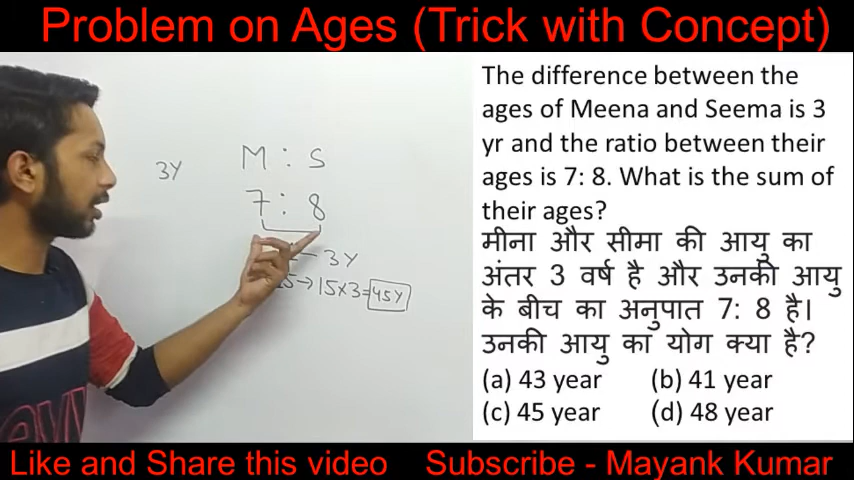 Problem on Ages (Trick with Concept)
3Y
M : S
7 : 8
— 3Y
→ 15x3=45Y
The difference between the
ages of Meena and Seema is 3
yr and the ratio between their
ages is 7: 8. What is the sum of
their ages?
मीना और सीमा की आयु का
अंतर 3 वर्ष है और उनकी आयु
के बीच का अनुपात 7: 8 है।
उनकी आयु का योग क्या है?
(a) 43 year (b) 41 year
(c) 45 year (d) 48 year
Like and Share this video Subscribe - Mayank Kumar